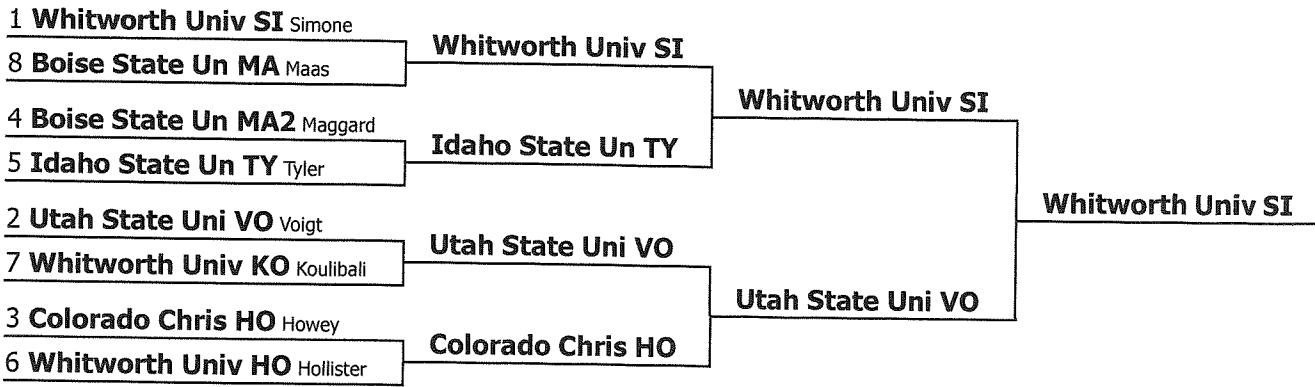 1 Whitworth Univ SI Simone
8 Boise State Un MA Maas
4 Boise State Un MA2 Maggard
5 Idaho State Un TY Tyler
2 Utah State Uni VO Voigt
7 Whitworth Univ KO Koulibali
3 Colorado Chris HO Howey
6 Whitworth Univ HO Hollister
Whitworth Univ SI
Idaho State Un TY
Utah State Uni VO
Colorado Chris HO
Whitworth Univ SI
Utah State Uni VO
Whitworth Univ SI